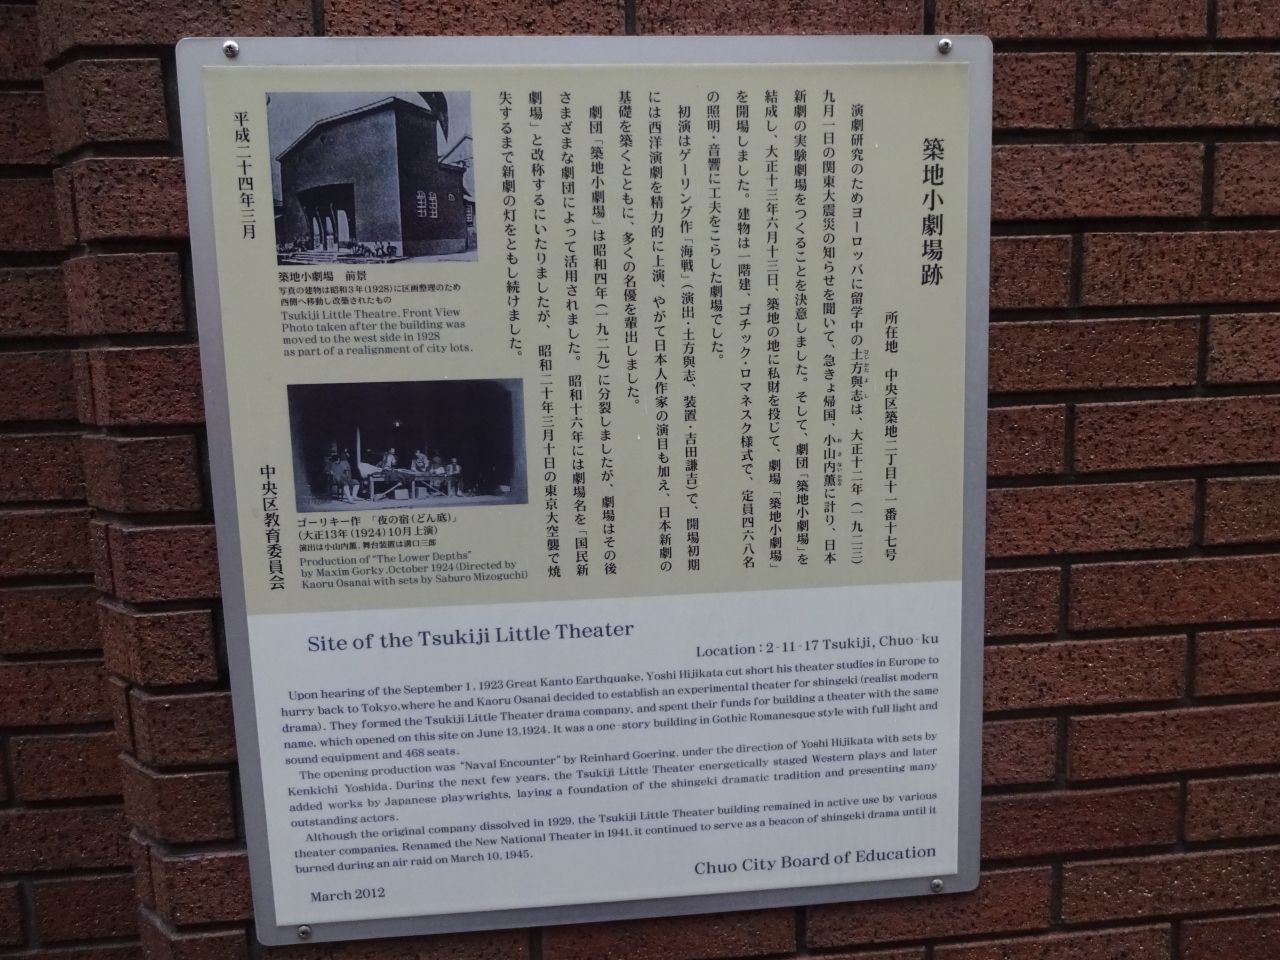 築地小劇場跡
所在地 中央区築地二丁目十一番十七号
演劇研究のためヨーロッパに留学中の土方與志は、大正十二年(一九二三)
九月一日の関東大震災の知らせを聞いて、急きょ帰国、小山内薫に計り、日本
新劇の実験劇場をつくることを決意しました。そして、劇団「築地小劇場」を
結成し、大正十三年六月十三日、築地の地に私財を投じて、劇場「築地小劇場」
を開場しました。建物は一階建、ゴチック・ロマネスク様式で、定員四六八名
の照明・音響に工夫をこらした劇場でした。
初演はゲーリング作「海戦」(演出・土方與志、装置・吉田謙吉)で、開場初期
には西洋演劇を精力的に上演、やがて日本人作家の演目も加え、日本新劇の
基礎を築くとともに、多くの名優を輩出しました。
劇団「築地小劇場」は昭和四年(一九二九)に分裂しましたが、劇場はその後
さまざまな劇団によって活用されました。昭和十六年には劇場名を「国民新
劇場」と改称するにいたりましたが、昭和二十年三月十日の東京大空襲で焼
失するまで新劇の灯をともし続けました。
築地小劇場 前景
写真の建物は昭和3年(1928)に区画整理のため
西側へ移動し改築されたもの
Tsukiji Little Theatre, Front View
Photo taken after the building was
moved to the west side in 1928
as part of a realignment of city lots.
ゴーリキー作 「夜の宿(どん底)」
(大正13年(1924)10月上演)
演出は小山内薫、舞台装置は溝口三郎
Production of "The Lower Depths"
by Maxim Gorky, October 1924 (Directed by
Kaoru Osanai with sets by Saburo Mizoguchi)
平成二十四年三月
中央区教育委員会
Site of the Tsukiji Little Theater
Location : 2-11-17 Tsukiji, Chuo-ku
Upon hearing of the September 1, 1923 Great Kanto Earthquake, Yoshi Hijikata cut short his theater studies in Europe to
hurry back to Tokyo, where he and Kaoru Osanai decided to establish an experimental theater for shingeki (realist modern
drama). They formed the Tsukiji Little Theater drama company, and spent their funds for building a theater with the same
name, which opened on this site on June 13, 1924. It was a one-story building in Gothic Romanesque style with full light and
sound equipment and 468 seats.
The opening production was "Naval Encounter" by Reinhard Goering, under the direction of Yoshi Hijikata with sets by
Kenkichi Yoshida. During the next few years, the Tsukiji Little Theater energetically staged Western plays and later
added works by Japanese playwrights, laying a foundation of the shingeki dramatic tradition and presenting many
outstanding actors.
Although the original company dissolved in 1929, the Tsukiji Little Theater building remained in active use by various
theater companies. Renamed the New National Theater in 1941, it continued to serve as a beacon of shingeki drama until it
burned during an air raid on March 10, 1945.
Chuo City Board of Education
March 2012